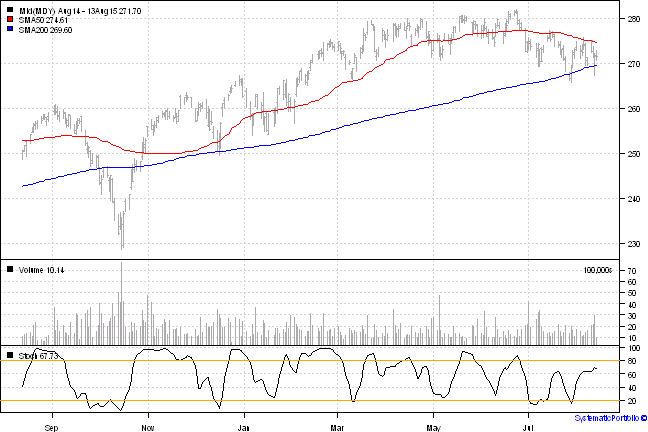 Mid(MDY) Aug14 - 13Aug15 271.70
SMA50 274.61
SMA200 269.60
280
270
260
250
240
230
Volume 10.14
100,000s
70
60
50
40
30
20
10
Stoch 67.73
100
80
60
40
20
Sep Nov Jan Mar May Jul
SystematicPortfolio ©